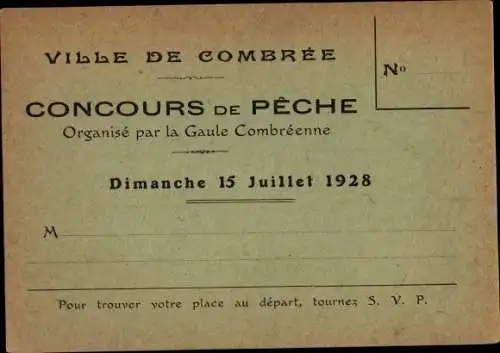 VILLE DE COMBRÉE
No
CONCOURS DE PÊCHE
Organisé par la Gaule Combréenne
Dimanche 15 Juillet 1928
M
Pour trouver votre place au départ, tournez S. V. P.